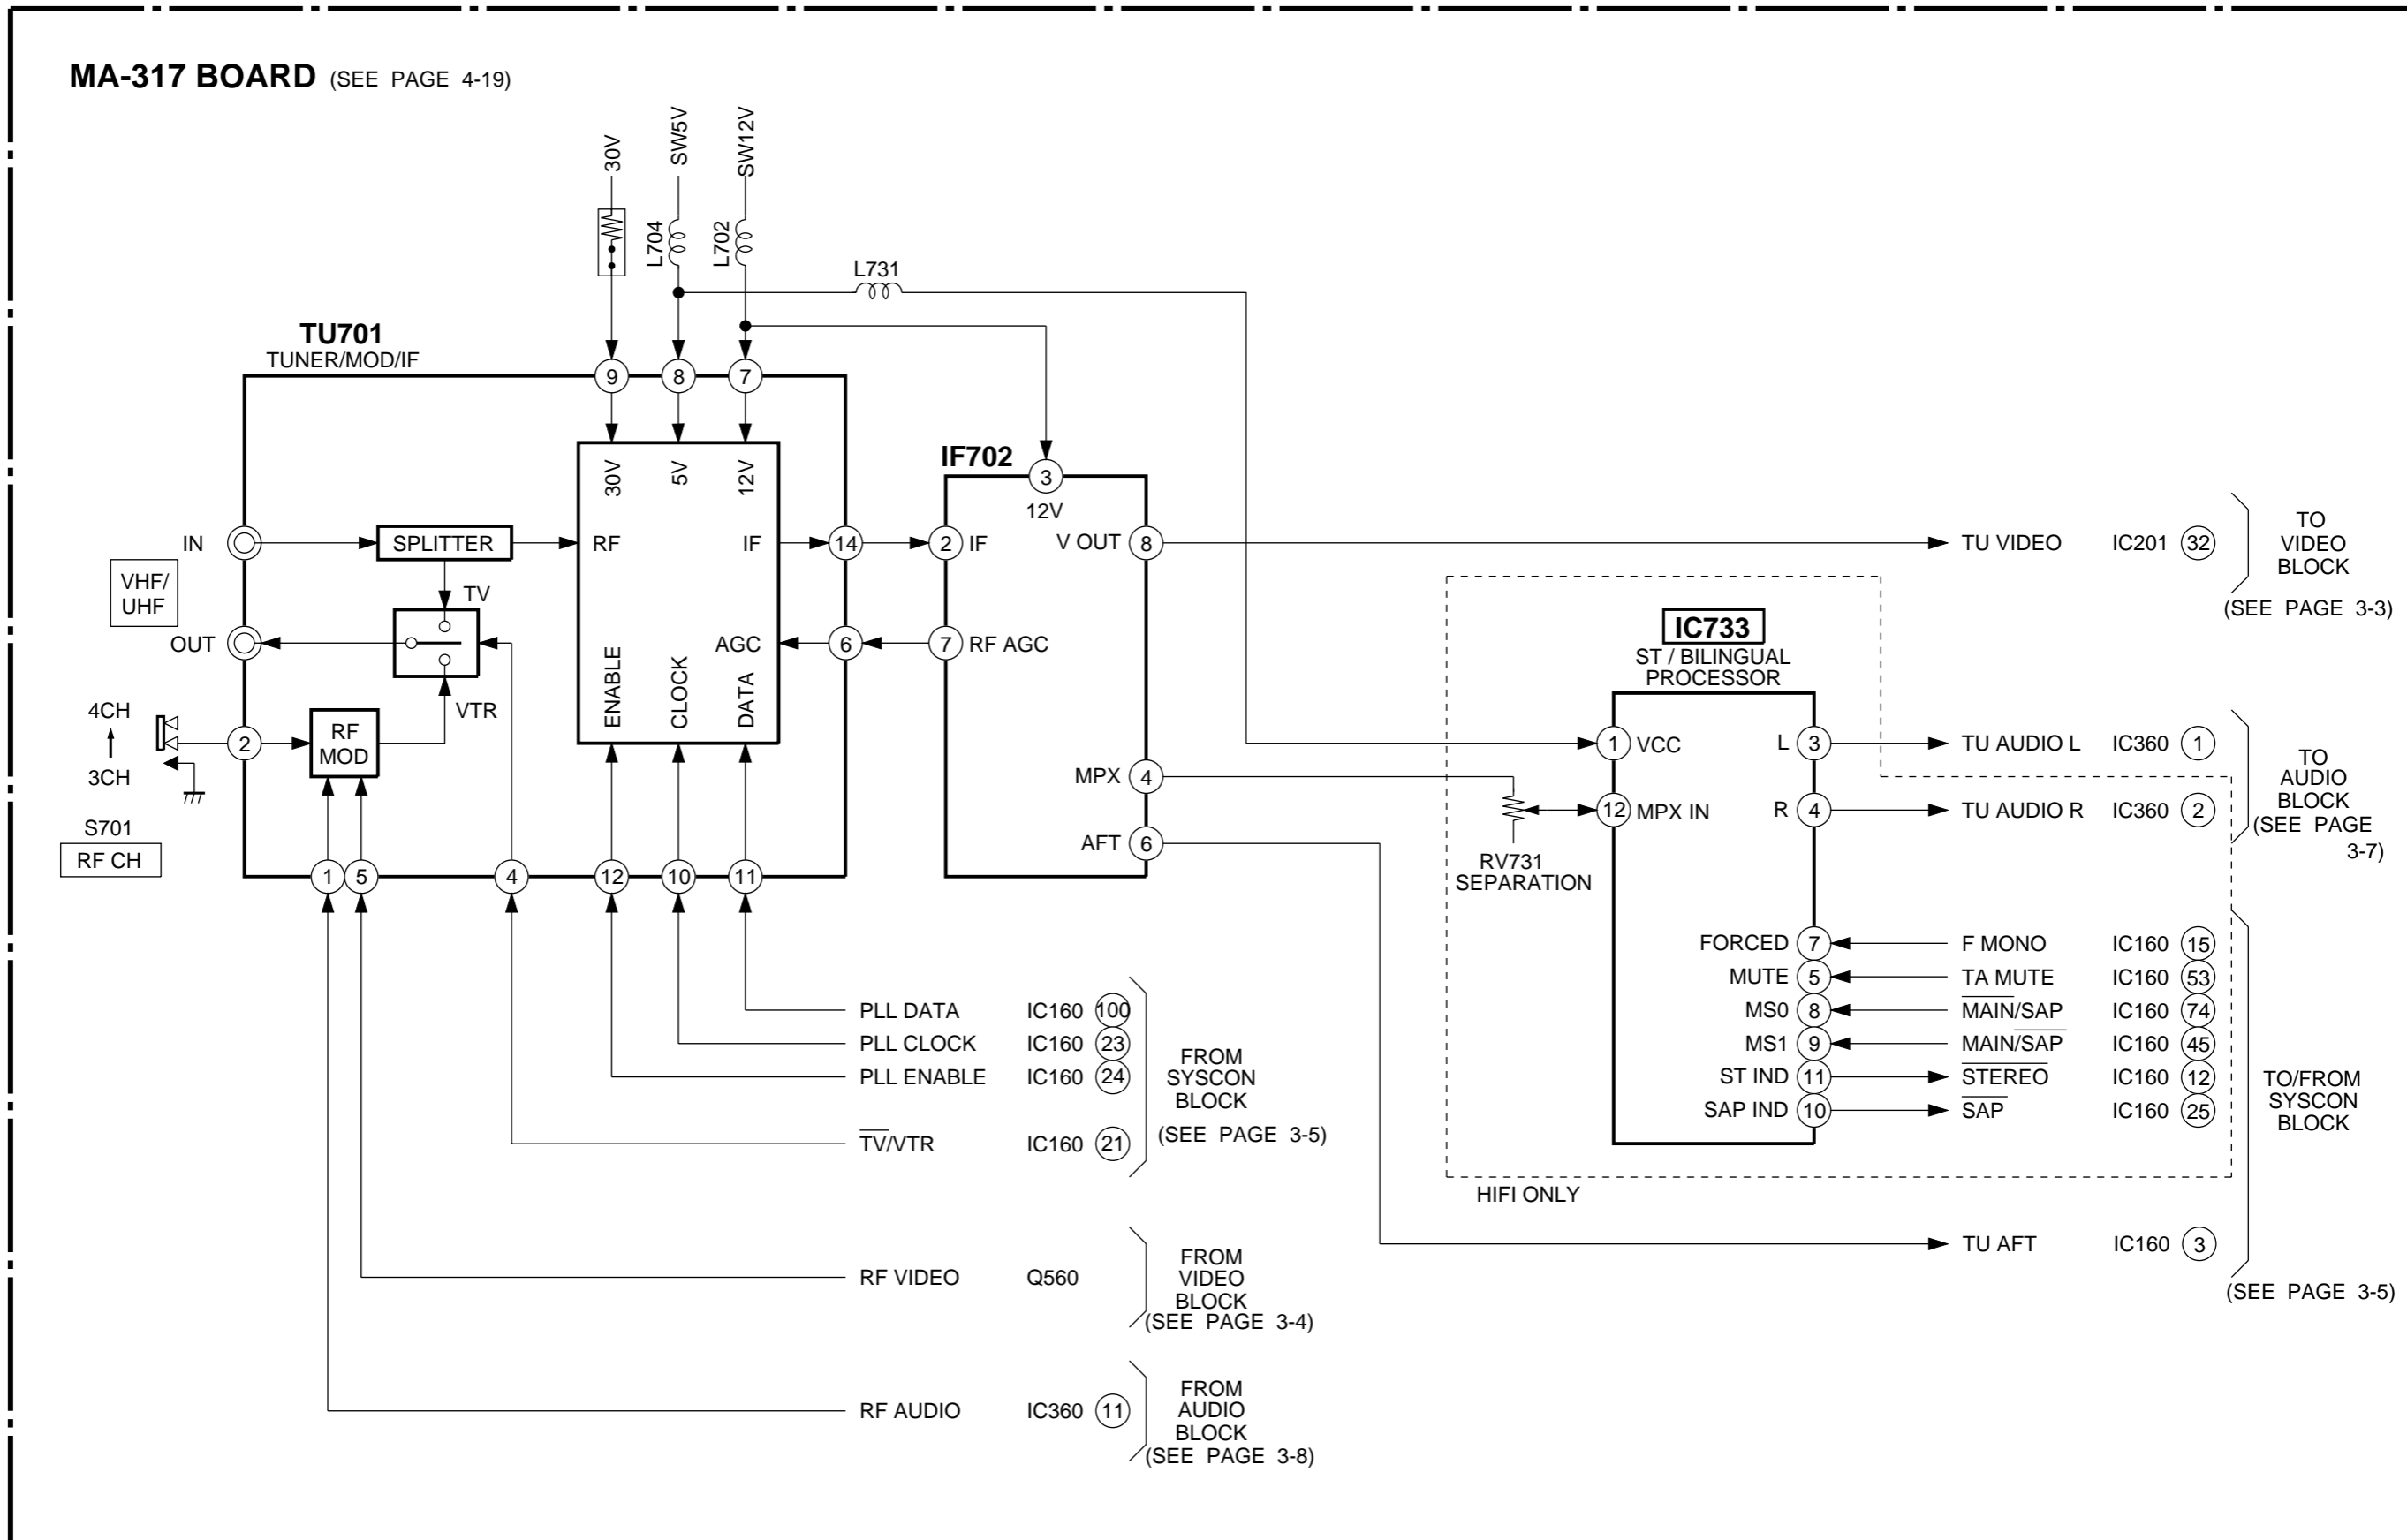 MA-317 BOARD (SEE PAGE 4-19)
30V
SW5V
SW12V
L704
L702
L731
TU701
TUNER/MOD/IF
9
8
7
30V
5V
12V
IF702
3
12V
IN
SPLITTER
RF
IF
14
2
IF
V OUT
8
TU VIDEO
IC201
32
TO
VIDEO
BLOCK
(SEE PAGE 3-3)
VHF/
UHF
TV
OUT
AGC
6
7
RF AGC
ENABLE
CLOCK
DATA
IC733
ST / BILINGUAL
PROCESSOR
4CH
3CH
2
RF
MOD
VTR
1
VCC
L
3
TU AUDIO L
IC360
1
MPX
4
12
MPX IN
R
4
TU AUDIO R
IC360
2
TO
AUDIO
BLOCK
(SEE PAGE
3-7)
S701
RF CH
AFT
6
RV731
SEPARATION
1
5
4
12
10
11
FORCED
7
F MONO
IC160
15
MUTE
5
TA MUTE
IC160
53
MS0
8
MAIN/SAP
IC160
74
MS1
9
MAIN/SAP
IC160
45
ST IND
11
STEREO
IC160
12
SAP IND
10
SAP
IC160
25
TO/FROM
SYSCON
BLOCK
PLL DATA
IC160
100
PLL CLOCK
IC160
23
PLL ENABLE
IC160
24
TV/VTR
IC160
21
FROM
SYSCON
BLOCK
(SEE PAGE 3-5)
HIFI ONLY
TU AFT
IC160
3
(SEE PAGE 3-5)
RF VIDEO
Q560
FROM
VIDEO
BLOCK
(SEE PAGE 3-4)
RF AUDIO
IC360
11
FROM
AUDIO
BLOCK
(SEE PAGE 3-8)